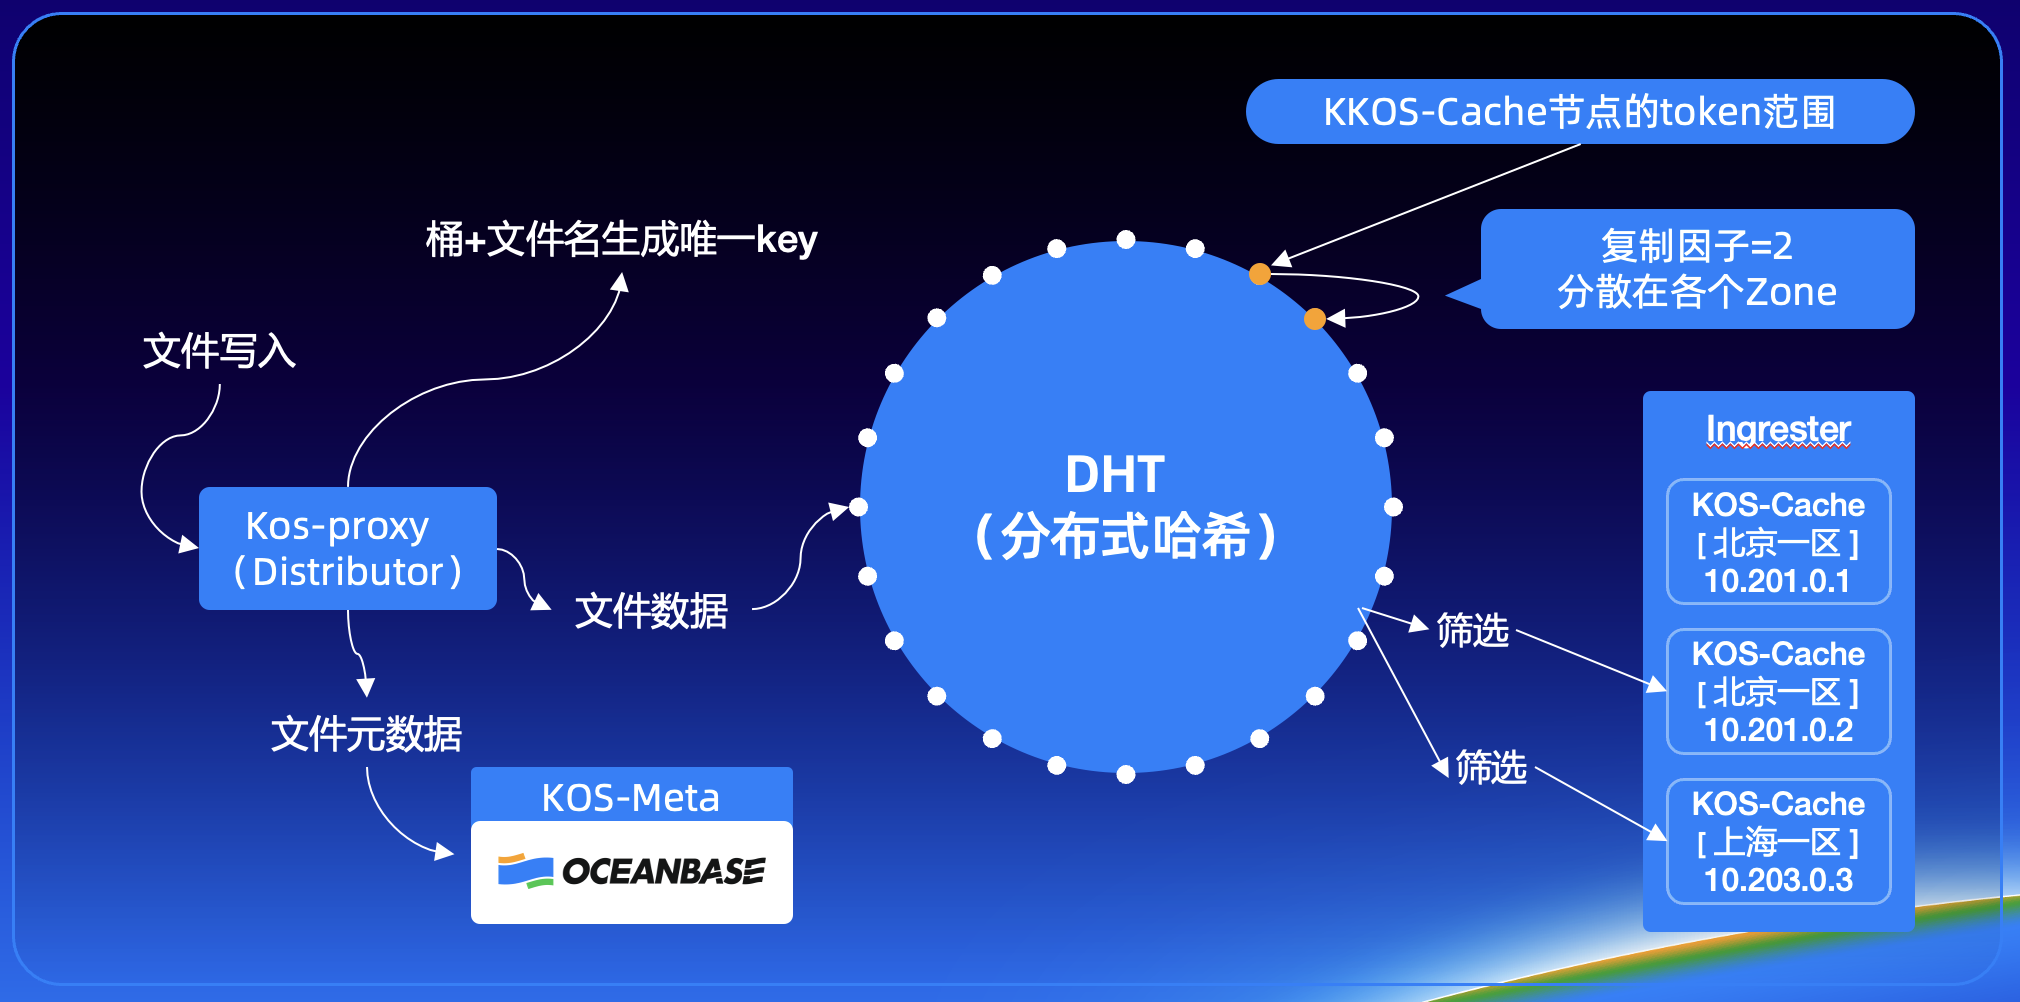 KKOS-Cache节点的token范围
桶+文件名生成唯一key
复制因子=2
分散在各个Zone
文件写入
Kos-proxy
（Distributor）
文件数据
文件元数据
KOS-Meta
OCEANBASE
DHT
（分布式哈希）
筛选
筛选
Ingrester
KOS-Cache
[ 北京一区 ]
10.201.0.1
KOS-Cache
[ 北京一区 ]
10.201.0.2
KOS-Cache
[ 上海一区 ]
10.203.0.3